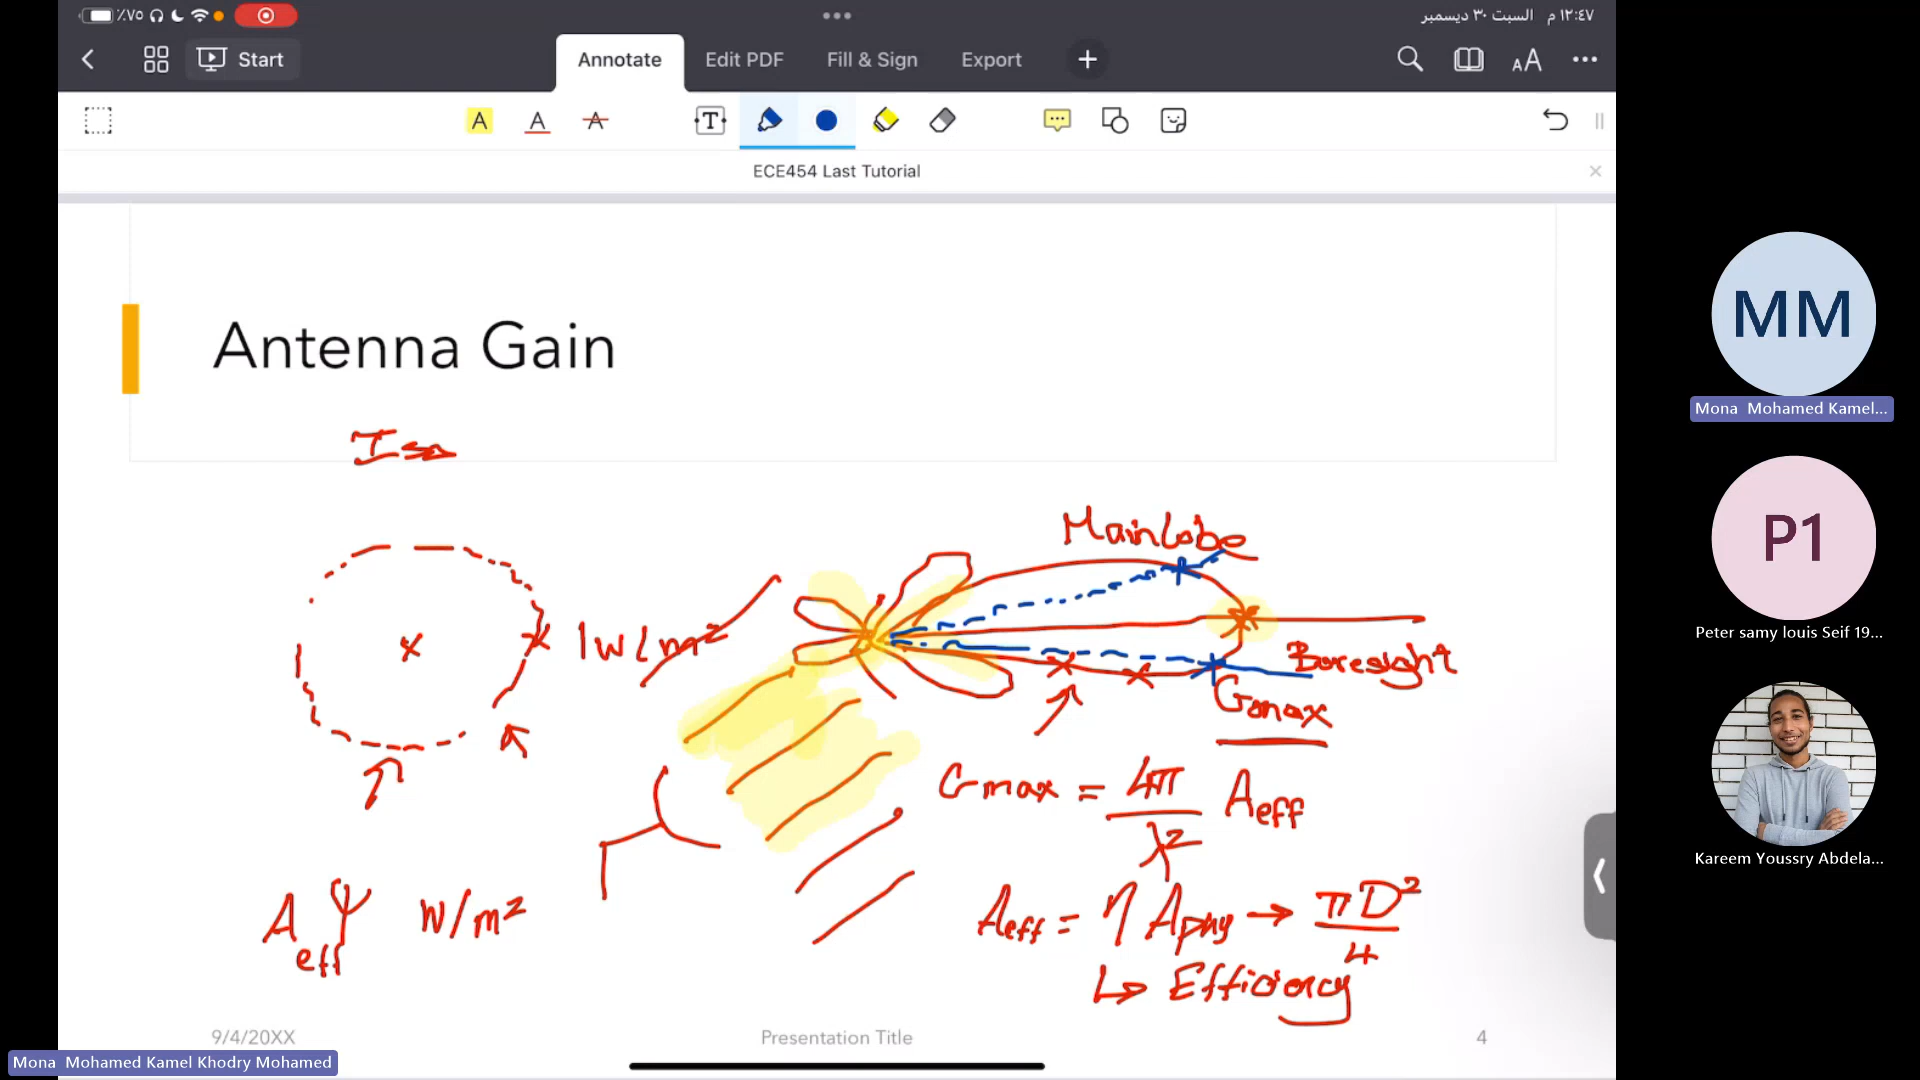 ٪٧٥
السبت ٣٠ ديسمبر ١٢:٤٧ م
Start
Annotate
Edit PDF
Fill & Sign
Export
ECE454 Last Tutorial
Antenna Gain
Iso
Main Lobe
1 W/m²
Boresight
Gmax
Gmax = 4π/λ² Aeff
Aeff Ψ W/m²
Aeff = η Aphy → πD²/4
↳ Efficiency
9/4/20XX
Presentation Title
4
Mona Mohamed Kamel Khodry Mohamed
MM
Mona Mohamed Kamel...
P1
Peter samy louis Seif 19...
Kareem Youssry Abdela...